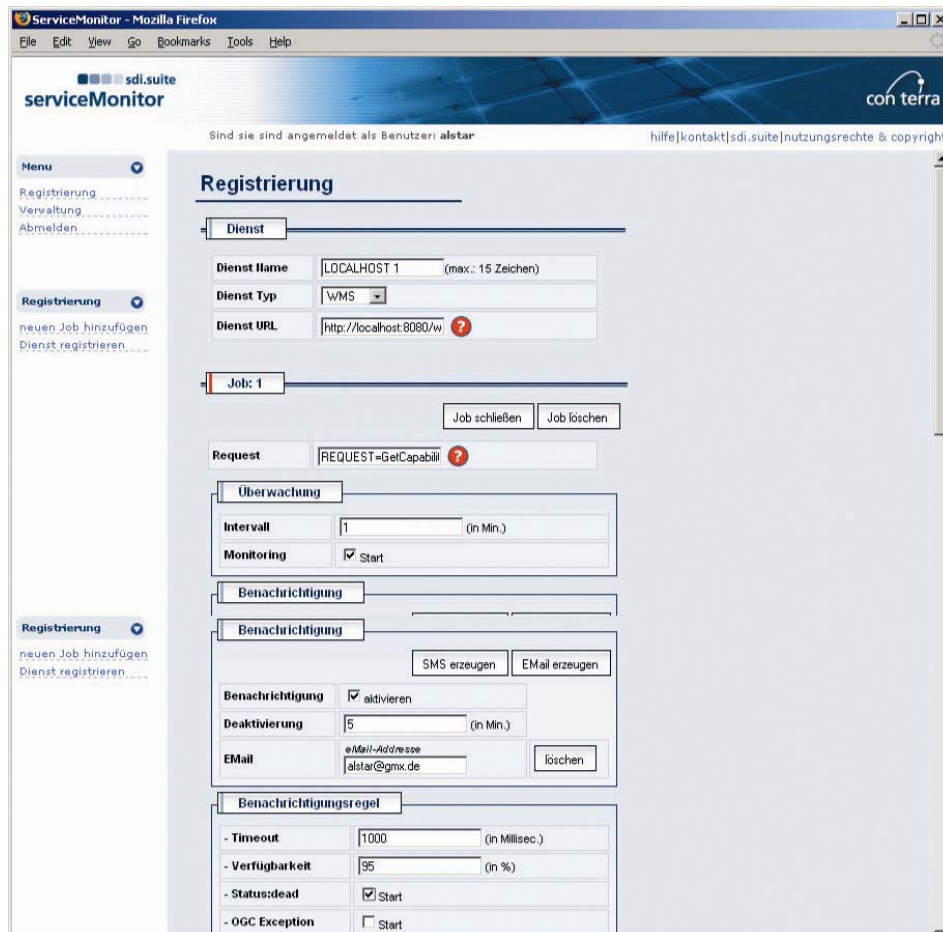 ServiceMonitor - Mozilla Firefox
File Edit View Go Bookmarks Tools Help
sdi.suite
serviceMonitor
con terra
Sind sie sind angemeldet als Benutzer: alstar
hilfe|kontakt|sdi.suite|nutzungsrechte & copyright
Menu
Registrierung
Verwaltung
Abmelden
Registrierung
neuen Job hinzufügen
Dienst registrieren
Registrierung
neuen Job hinzufügen
Dienst registrieren
Registrierung
Dienst
Dienst Name LOCALHOST 1 (max.: 15 Zeichen)
Dienst Typ WMS
Dienst URL http://localhost:8080/w ?
Job: 1
Job schließen Job löschen
Request REQUEST=GetCapabili ?
Überwachung
Intervall 1 (in Min.)
Monitoring Start
Benachrichtigung
Benachrichtigung
SMS erzeugen EMail erzeugen
Benachrichtigung aktivieren
Deaktivierung 5 (in Min.)
eMail-Addresse
EMail alstar@gmx.de löschen
Benachrichtigungsregel
- Timeout 1000 (in Millisec.)
- Verfügbarkeit 95 (in %)
- Status:dead Start
- OGC Exception Start